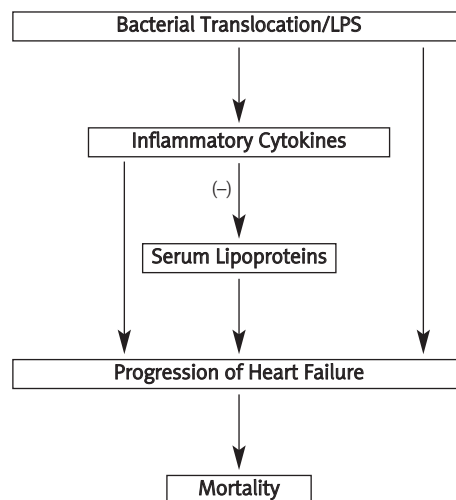 Bacterial Translocation/LPS
Inflammatory Cytokines
(–)
Serum Lipoproteins
Progression of Heart Failure
Mortality